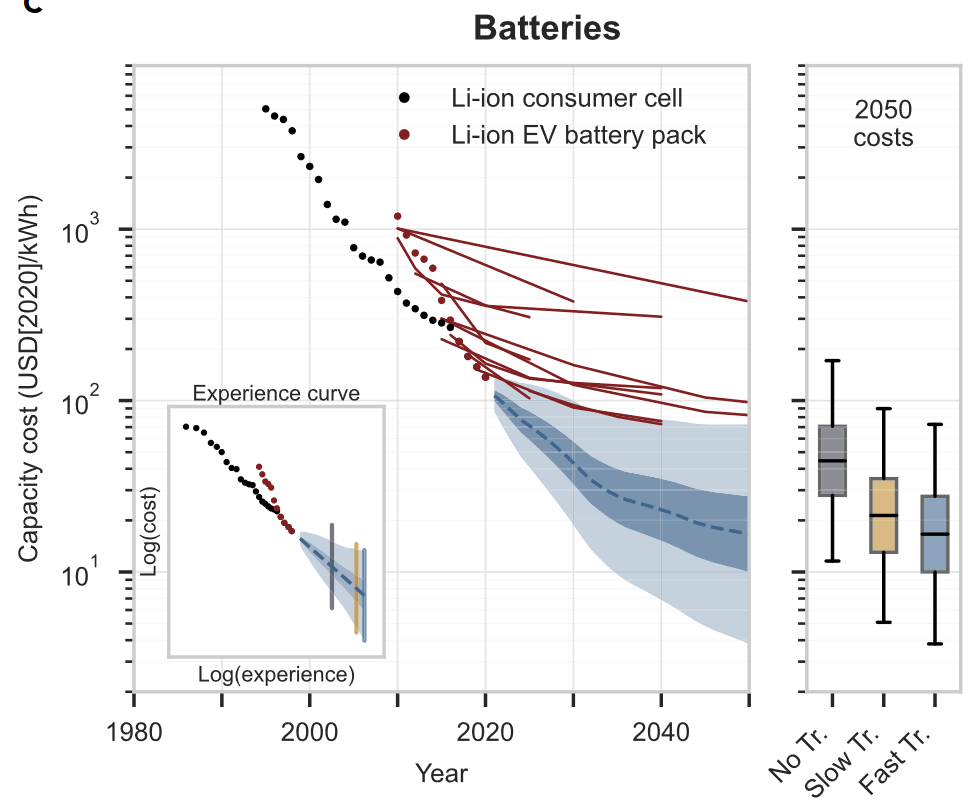 C
Batteries
Li-ion consumer cell
Li-ion EV battery pack
2050
costs
Capacity cost (USD[2020]/kWh)
10³
10²
10¹
Experience curve
Log(cost)
Log(experience)
1980
2000
2020
2040
Year
No Tr.
Slow Tr.
Fast Tr.